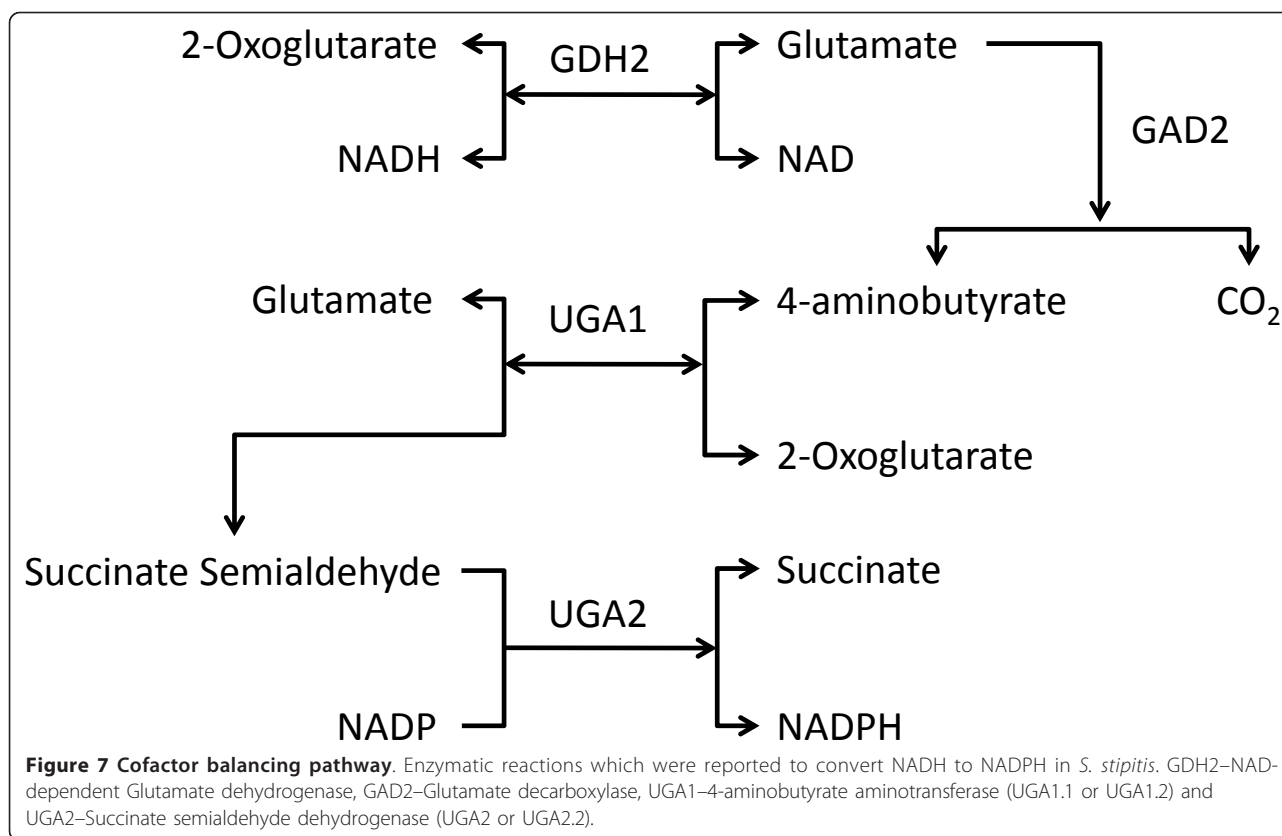 2-Oxoglutarate GDH2 Glutamate
GAD2
NADH NAD
Glutamate UGA1 4-aminobutyrate CO₂
2-Oxoglutarate
Succinate Semialdehyde Succinate
UGA2
NADP NADPH
Figure 7 Cofactor balancing pathway. Enzymatic reactions which were reported to convert NADH to NADPH in S. stipitis. GDH2–NAD-
dependent Glutamate dehydrogenase, GAD2–Glutamate decarboxylase, UGA1–4-aminobutyrate aminotransferase (UGA1.1 or UGA1.2) and
UGA2–Succinate semialdehyde dehydrogenase (UGA2 or UGA2.2).